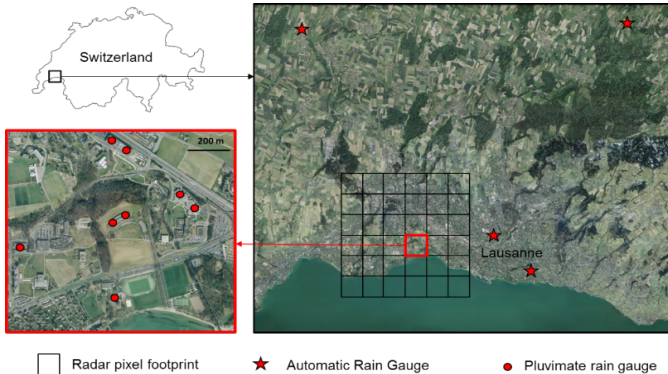 Switzerland
200 m
Lausanne
Radar pixel footprint
Automatic Rain Gauge
Pluvimate rain gauge